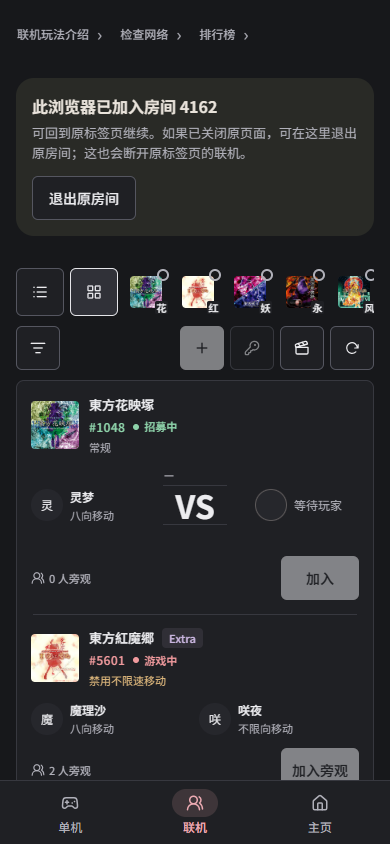 联机玩法介绍 › 检查网络 › 排行榜 ›
此浏览器已加入房间 4162
可回到原标签页继续。如果已关闭原页面，可在这里退出
原房间；这也会断开原标签页的联机。
退出原房间
花 红 妖 永 风
東方花映塚
#1048 ● 招募中
常规
灵 灵梦
八向移动
—
VS
等待玩家
0 人旁观
加入
東方紅魔郷 Extra
#5601 ● 游戏中
禁用不限速移动
魔 魔理沙
八向移动
咲 咲夜
不限向移动
2 人旁观
加入旁观
单机 联机 主页